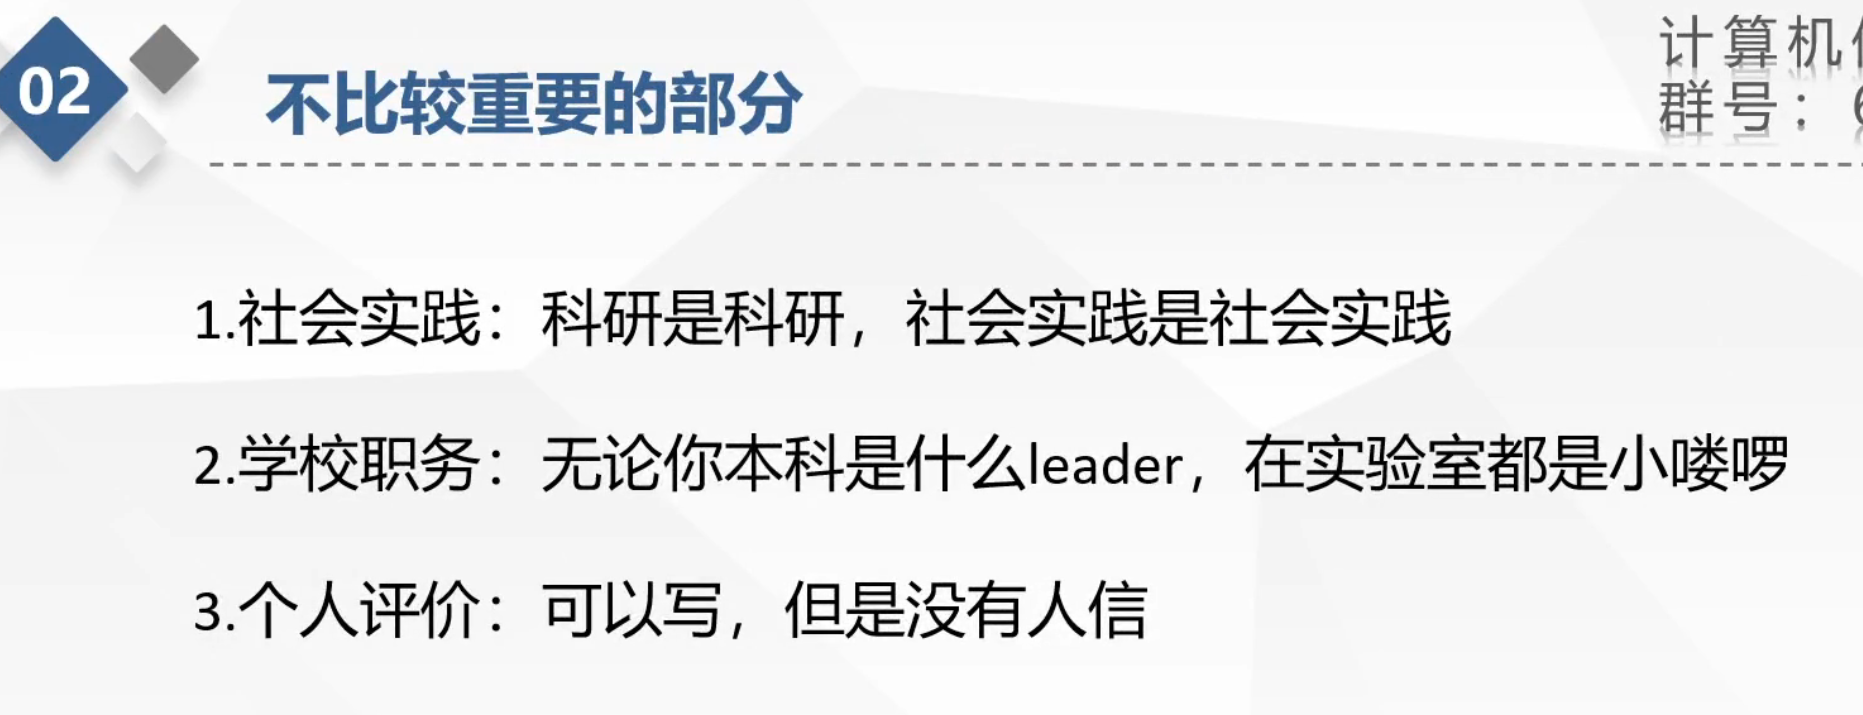 02
不比较重要的部分
计算机
群号：
1.社会实践：科研是科研，社会实践是社会实践
2.学校职务：无论你本科是什么leader，在实验室都是小喽啰
3.个人评价：可以写，但是没有人信